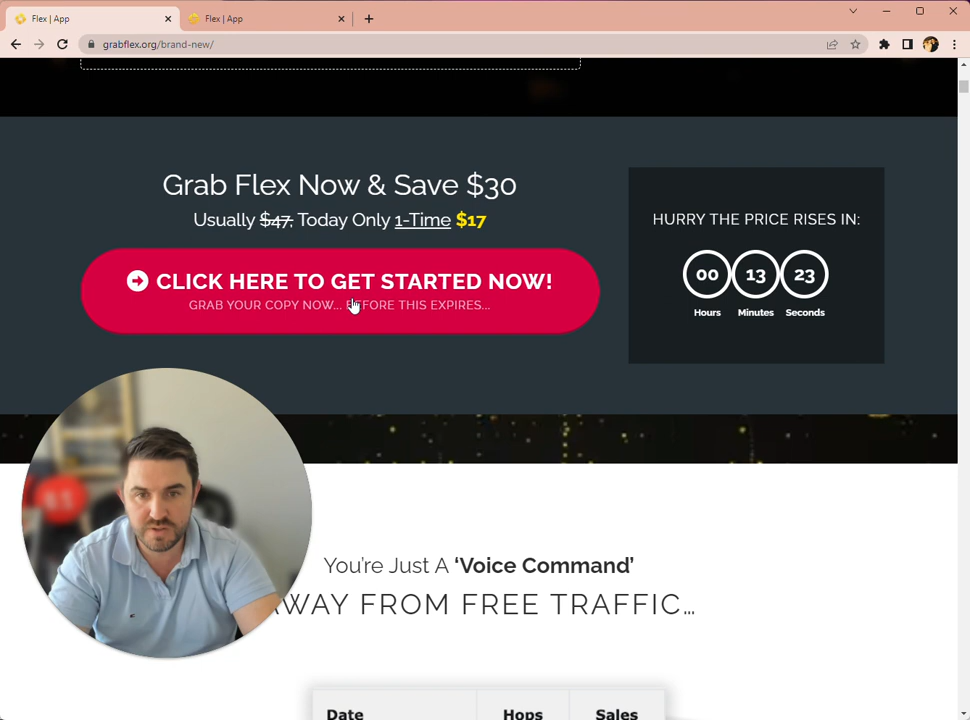 Flex | App
Flex | App
grabflex.org/brand-new/
Grab Flex Now & Save $30
Usually $47. Today Only 1-Time $17
CLICK HERE TO GET STARTED NOW!
GRAB YOUR COPY NOW... BEFORE THIS EXPIRES...
HURRY THE PRICE RISES IN:
00 13 23
Hours Minutes Seconds
You're Just A 'Voice Command'
AWAY FROM FREE TRAFFIC...
Date Hops Sales